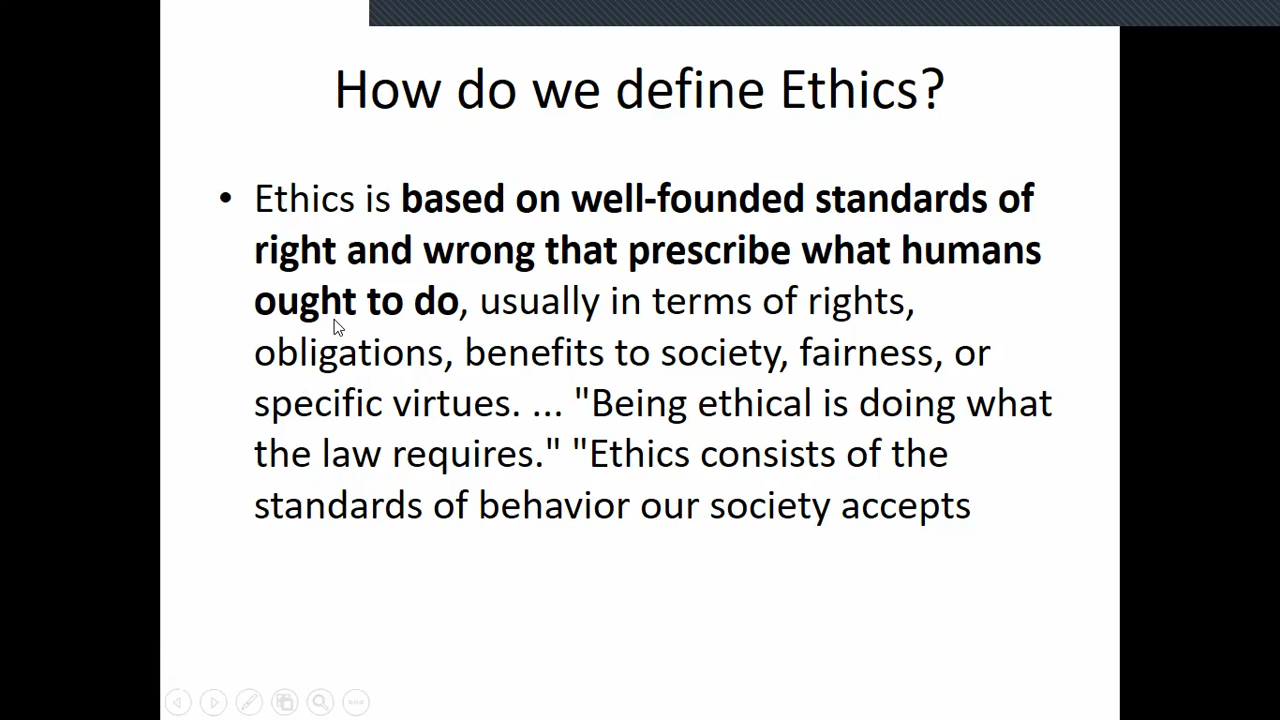 How do we define Ethics?
• Ethics is based on well-founded standards of
right and wrong that prescribe what humans
ought to do, usually in terms of rights,
obligations, benefits to society, fairness, or
specific virtues. ... "Being ethical is doing what
the law requires." "Ethics consists of the
standards of behavior our society accepts